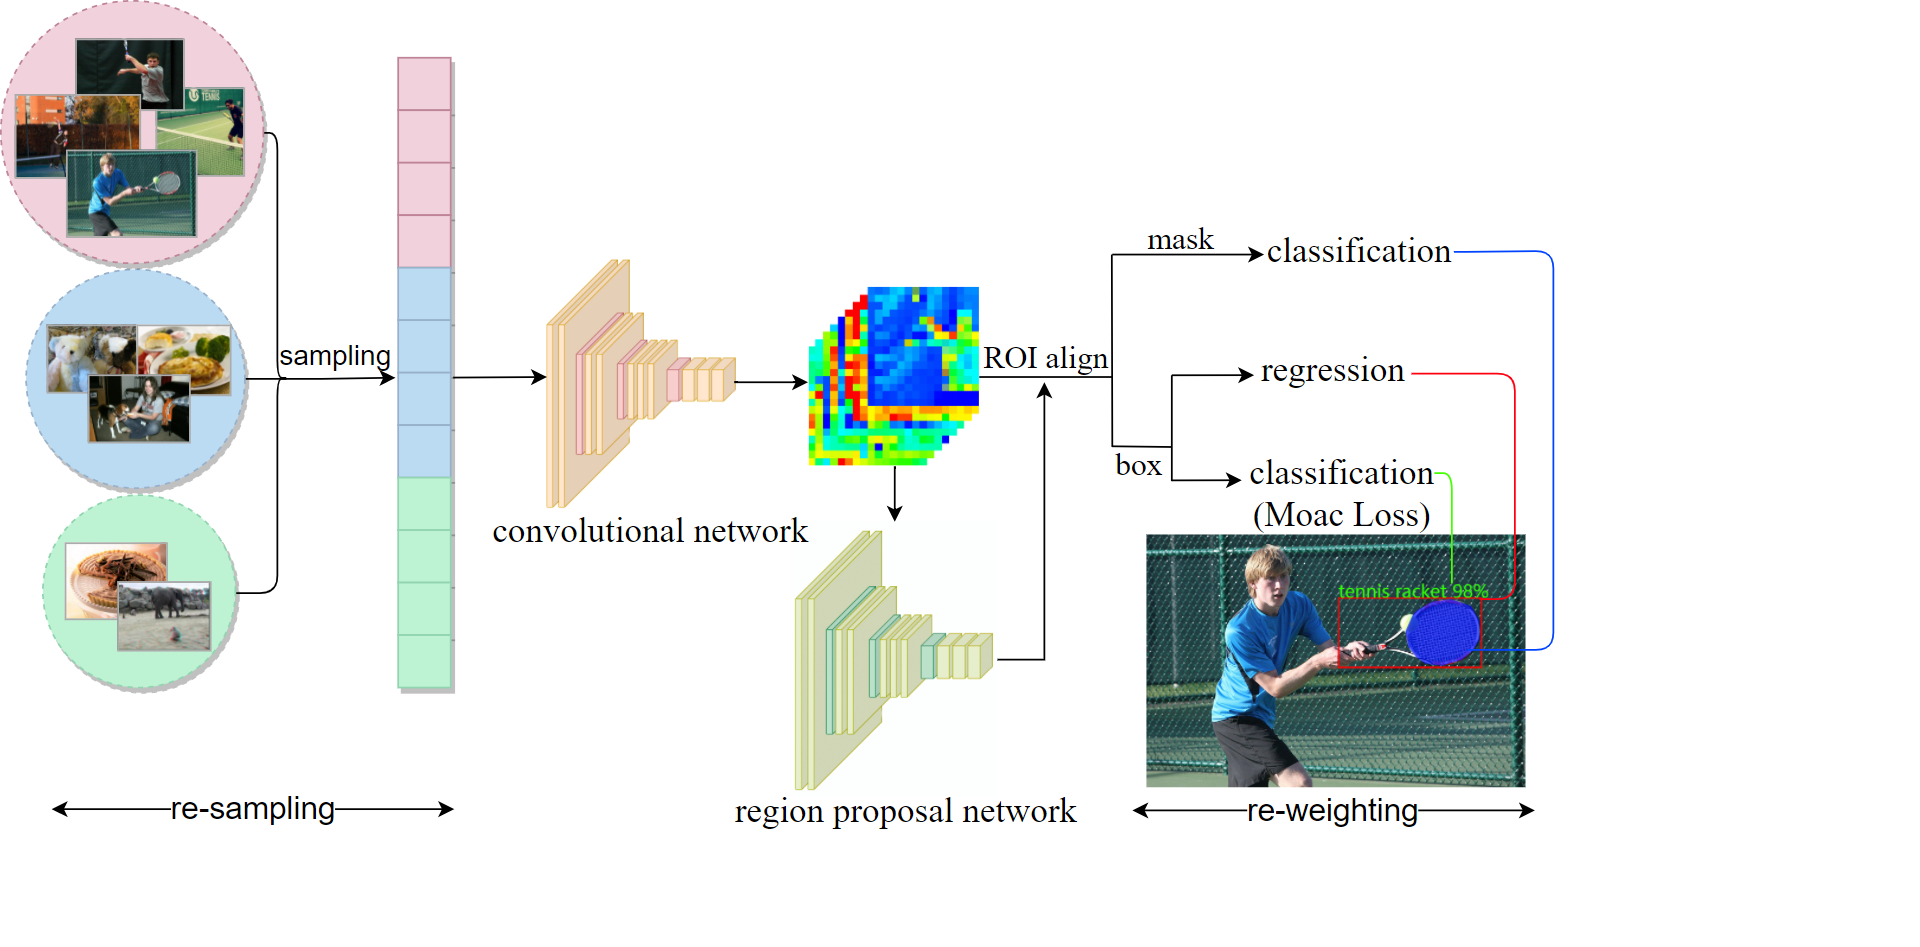 TENNIS
sampling
convolutional network
ROI align
mask
classification
regression
box
classification
(Moac Loss)
tennis racket 98%
region proposal network
re-sampling
re-weighting